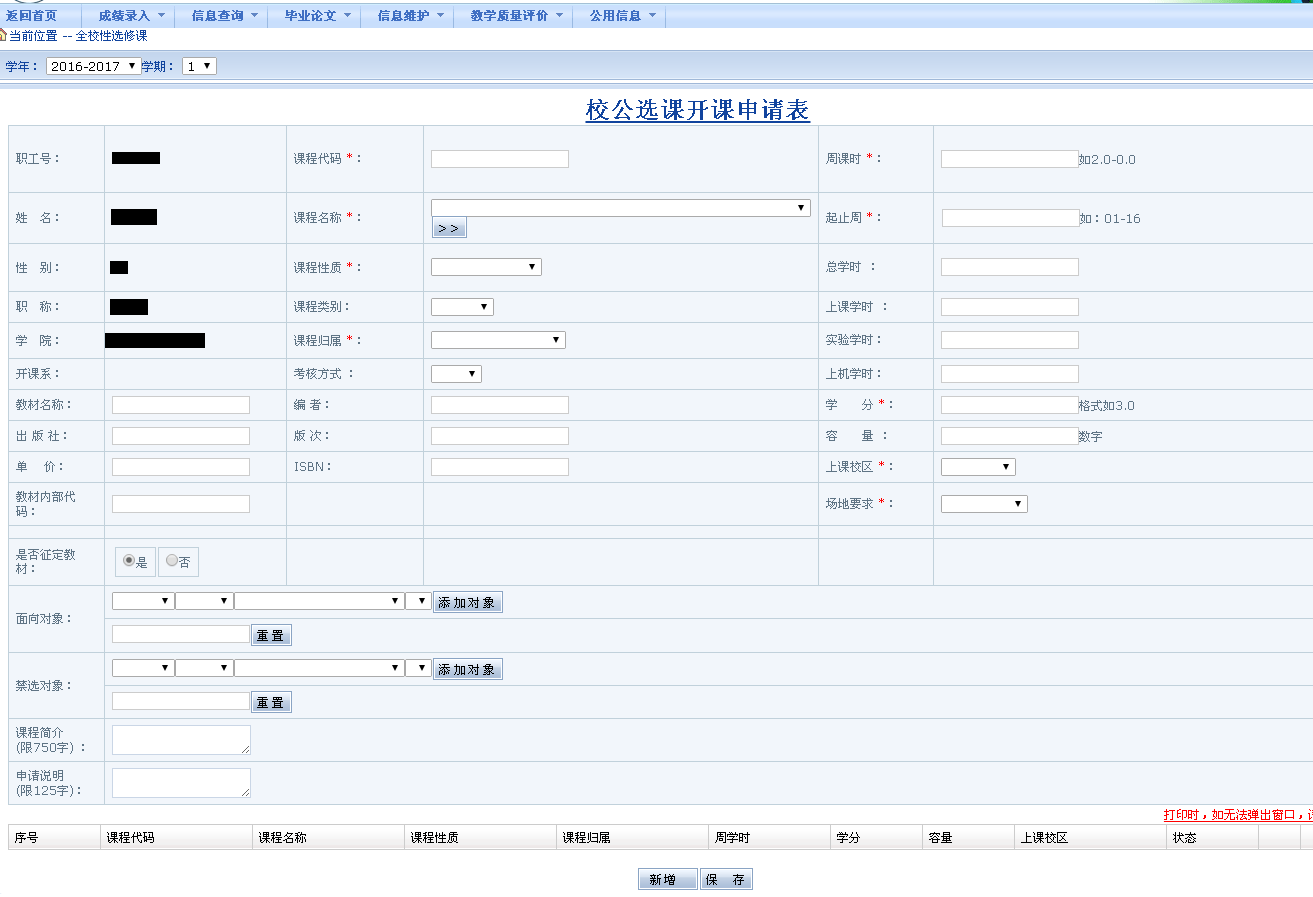 返回首页 成绩录入 信息查询 毕业论文 信息维护 教学质量评价 公用信息
当前位置 -- 全校性选修课
学年： 2016-2017 学期： 1
校公选课开课申请表
职工号： 课程代码 *： 周课时 *： 如2.0-0.0
姓 名： 课程名称 *： 起止周 *： 如：01-16
>>
性 别： 课程性质 *： 总学时 ：
职 称： 课程类别： 上课学时 ：
学 院： 课程归属 *： 实验学时：
开课系： 考核方式 ： 上机学时：
教材名称： 编 者： 学 分 *： 格式如3.0
出 版 社： 版 次： 容 量 ： 数字
单 价： ISBN： 上课校区 *：
教材内部代
码： 场地要求 *：
是否征定教
材： 是 否
面向对象： 添加对象
重置
禁选对象： 添加对象
重置
课程简介
(限750字) ：
申请说明
(限125字)：
打印时，如无法弹出窗口，
序号 课程代码 课程名称 课程性质 课程归属 周学时 学分 容量 上课校区 状态
新增 保 存